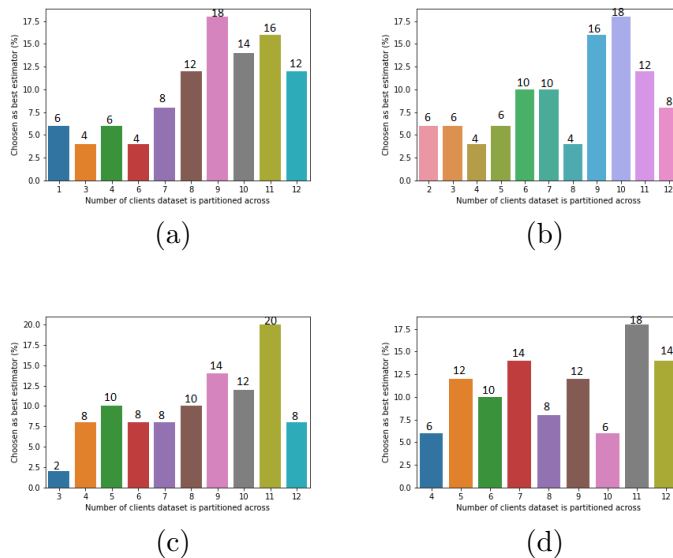 17.5
15.0
12.5
10.0
7.5
5.0
2.5
0.0
Choosen as best estimator (%)
6 4 6 4 8 12 18 14 16 12
1 3 4 6 7 8 9 10 11 12
Number of clients dataset is partitioned across
(a)
17.5
15.0
12.5
10.0
7.5
5.0
2.5
0.0
Choosen as best estimator (%)
6 6 4 6 10 10 4 16 18 12 8
2 3 4 5 6 7 8 9 10 11 12
Number of clients dataset is partitioned across
(b)
20.0
17.5
15.0
12.5
10.0
7.5
5.0
2.5
0.0
Choosen as best estimator (%)
2 8 10 8 8 10 14 12 20 8
3 4 5 6 7 8 9 10 11 12
Number of clients dataset is partitioned across
(c)
17.5
15.0
12.5
10.0
7.5
5.0
2.5
0.0
Choosen as best estimator (%)
6 12 10 14 8 12 6 18 14
4 5 6 7 8 9 10 11 12
Number of clients dataset is partitioned across
(d)